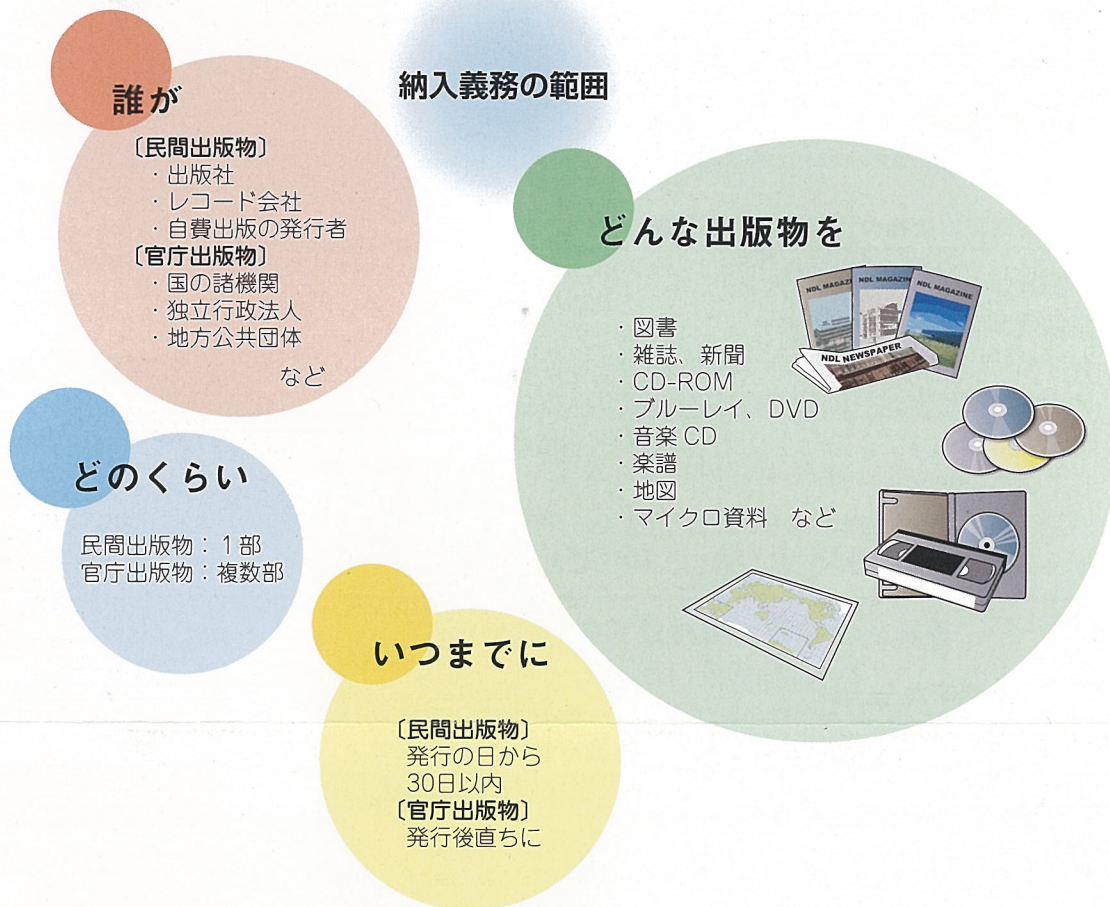 納入義務の範囲
誰が
〔民間出版物〕
・出版社
・レコード会社
・自費出版の発行者
〔官庁出版物〕
・国の諸機関
・独立行政法人
・地方公共団体
など
どんな出版物を
・図書
・雑誌、新聞
・CD-ROM
・ブルーレイ、DVD
・音楽CD
・楽譜
・地図
・マイクロ資料　など
NDL MAGAZINE
NDL MAGAZINE
NDL MAGAZINE
NDL NEWSPAPER
どのくらい
民間出版物：1部
官庁出版物：複数部
いつまでに
〔民間出版物〕
発行の日から
30日以内
〔官庁出版物〕
発行後直ちに